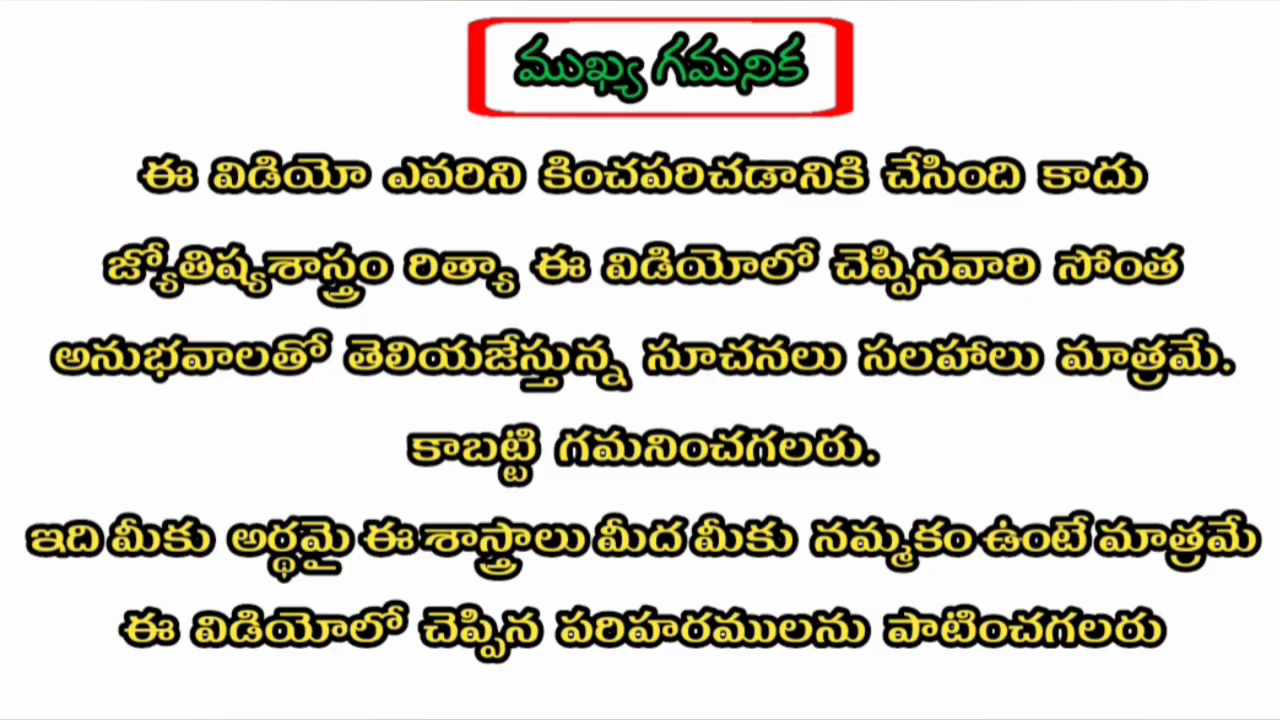 ముఖ్య గమనిక
ఈ విడియో ఎవరిని కించపరిచడానికి చేసింది కాదు
జ్యోతిష్యశాస్త్రం రిత్యా ఈ విడియోలో చెప్పినవారి సోంత
అనుభవాలతో తెలియజేస్తున్న సూచనలు సలహాలు మాత్రమే.
కాబట్టి గమనించగలరు.
ఇది మీకు అర్థమై ఈ శాస్త్రాలు మీద మీకు నమ్మకం ఉంటే మాత్రమే
ఈ విడియోలో చెప్పిన పరిహరములను పాటించగలరు